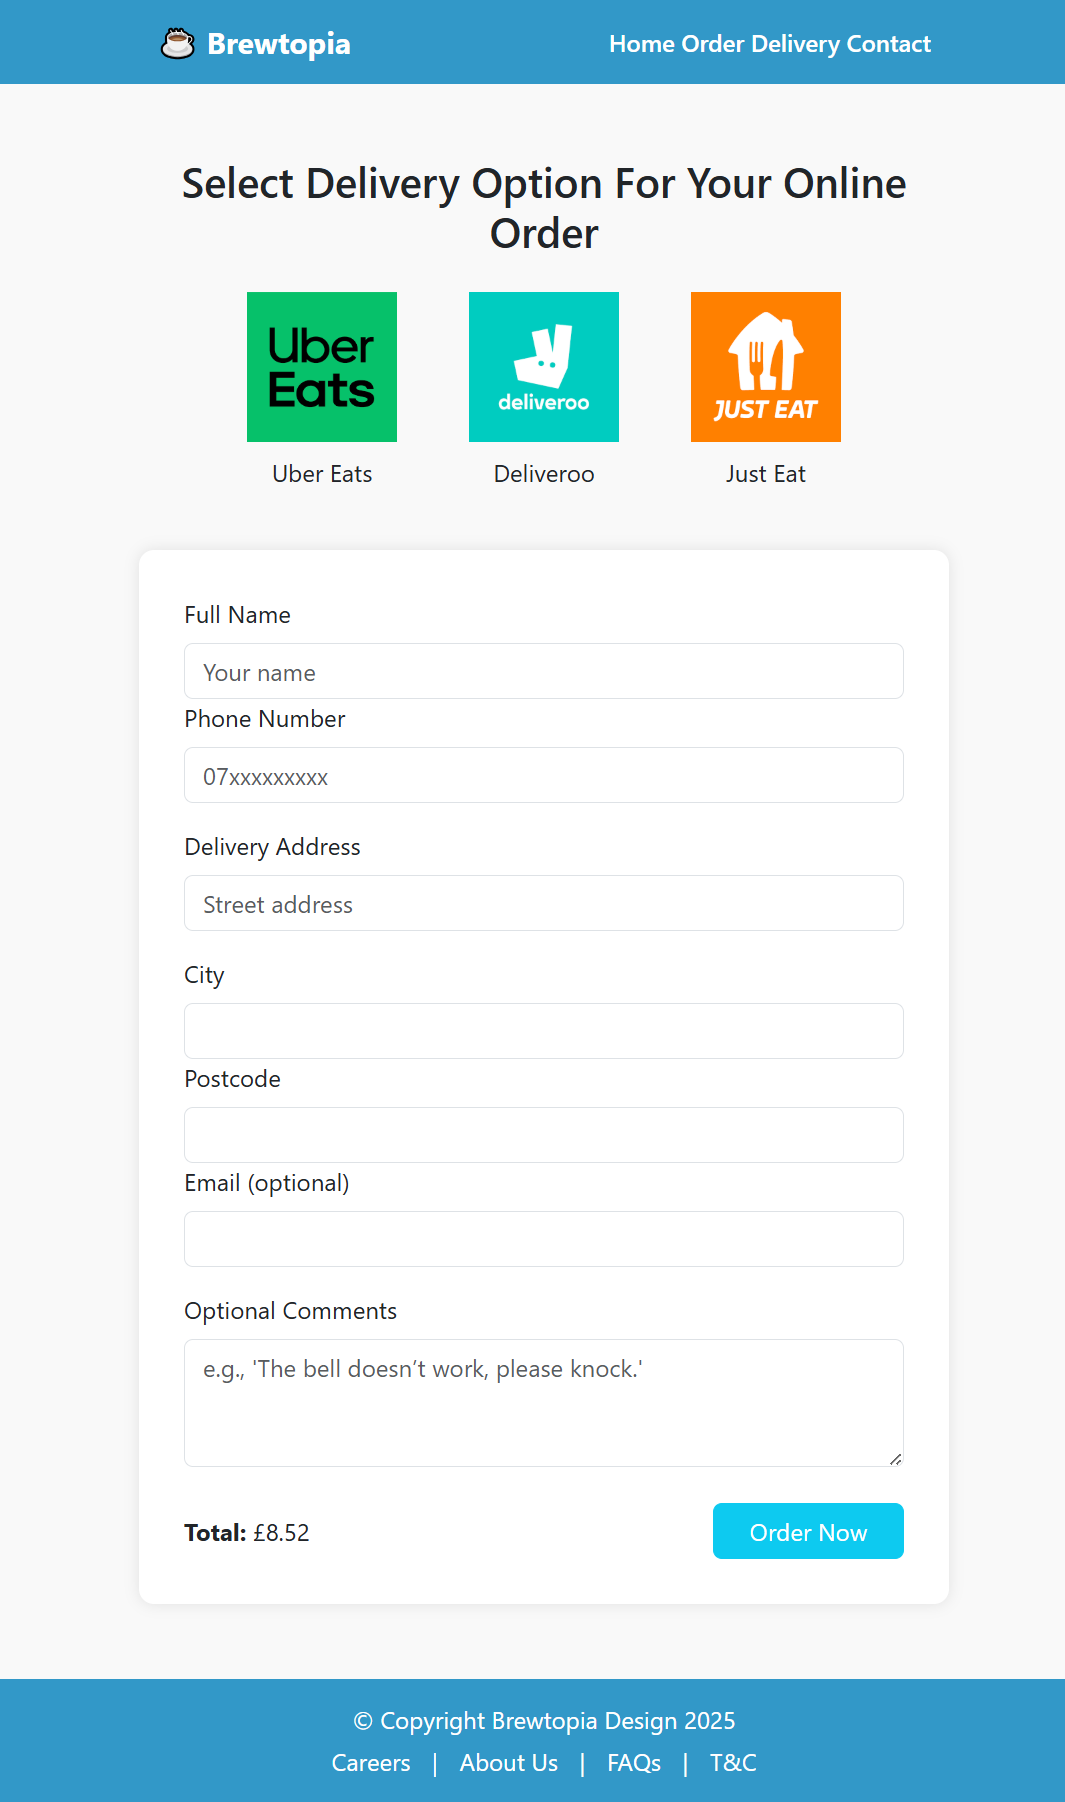 Brewtopia
Home Order Delivery Contact
Select Delivery Option For Your Online
Order
Uber
Eats
deliveroo
JUST EAT
Uber Eats
Deliveroo
Just Eat
Full Name
Your name
Phone Number
07xxxxxxxxx
Delivery Address
Street address
City
Postcode
Email (optional)
Optional Comments
e.g., 'The bell doesn’t work, please knock.'
Total: £8.52
Order Now
© Copyright Brewtopia Design 2025
Careers | About Us | FAQs | T&C